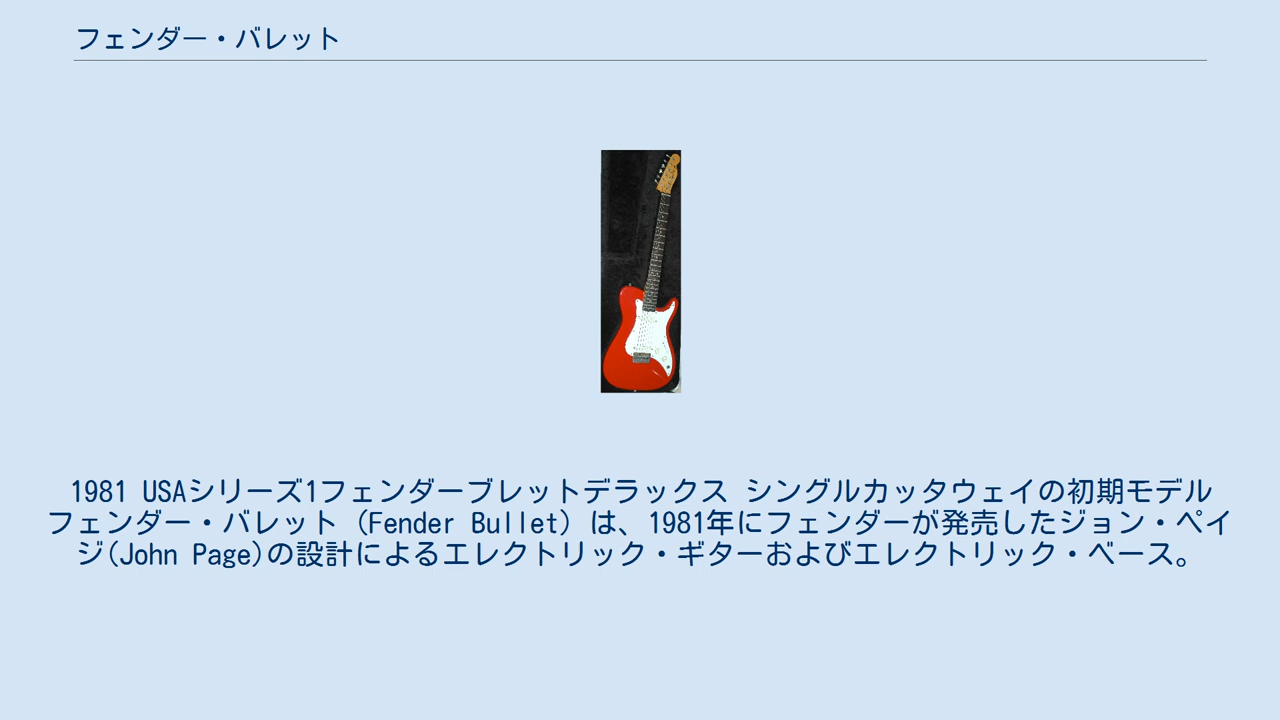 フェンダー・バレット
1981 USAシリーズ1フェンダーブレットデラックス シングルカッタウェイの初期モデル
フェンダー・バレット (Fender Bullet) は、1981年にフェンダーが発売したジョン・ペイ
ジ(John Page)の設計によるエレクトリック・ギターおよびエレクトリック・ベース。